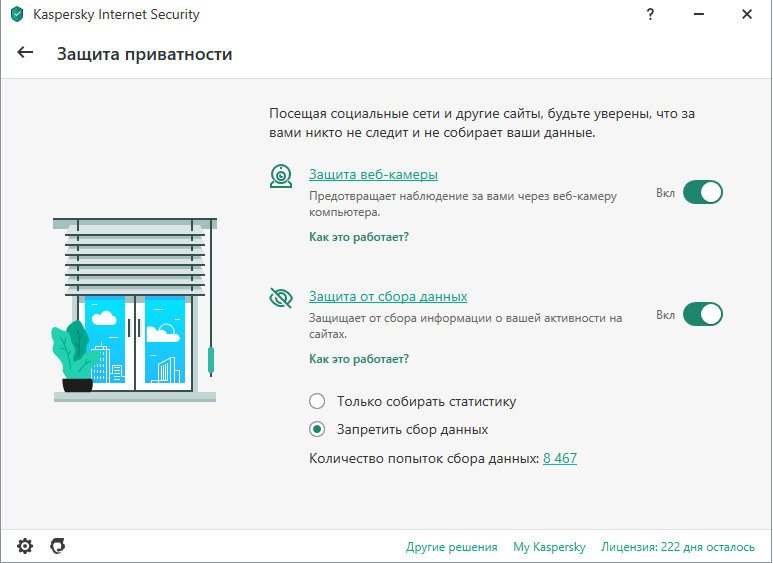 Kaspersky Internet Security
?
Защита приватности
Посещая социальные сети и другие сайты, будьте уверены, что за
вами никто не следит и не собирает ваши данные.
Защита веб-камеры
Вкл
Предотвращает наблюдение за вами через веб-камеру
компьютера.
Как это работает?
Защита от сбора данных
Вкл
Защищает от сбора информации о вашей активности на
сайтах.
Как это работает?
Только собирать статистику
Запретить сбор данных
Количество попыток сбора данных: 8 467
Другие решения My Kaspersky Лицензия: 222 дня осталось